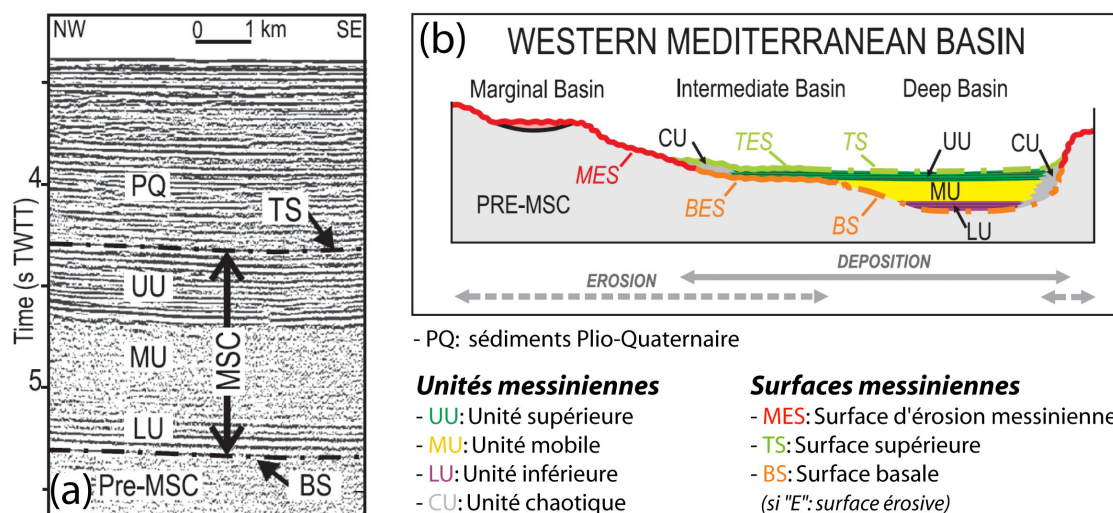 NW 0 1 km SE
Time (s TWTT)
4
PQ
TS
UU
MSC
MU
5
LU
Pre-MSC
BS
(a)
(b) WESTERN MEDITERRANEAN BASIN
Marginal Basin Intermediate Basin Deep Basin
CU TES TS UU CU
MES
MU
PRE-MSC BES BS LU
DEPOSITION
EROSION
- PQ: sédiments Plio-Quaternaire
Unités messiniennes
- UU: Unité supérieure
- MU: Unité mobile
- LU: Unité inférieure
- CU: Unité chaotique
Surfaces messiniennes
- MES: Surface d'érosion messinienne
- TS: Surface supérieure
- BS: Surface basale
(si "E": surface érosive)